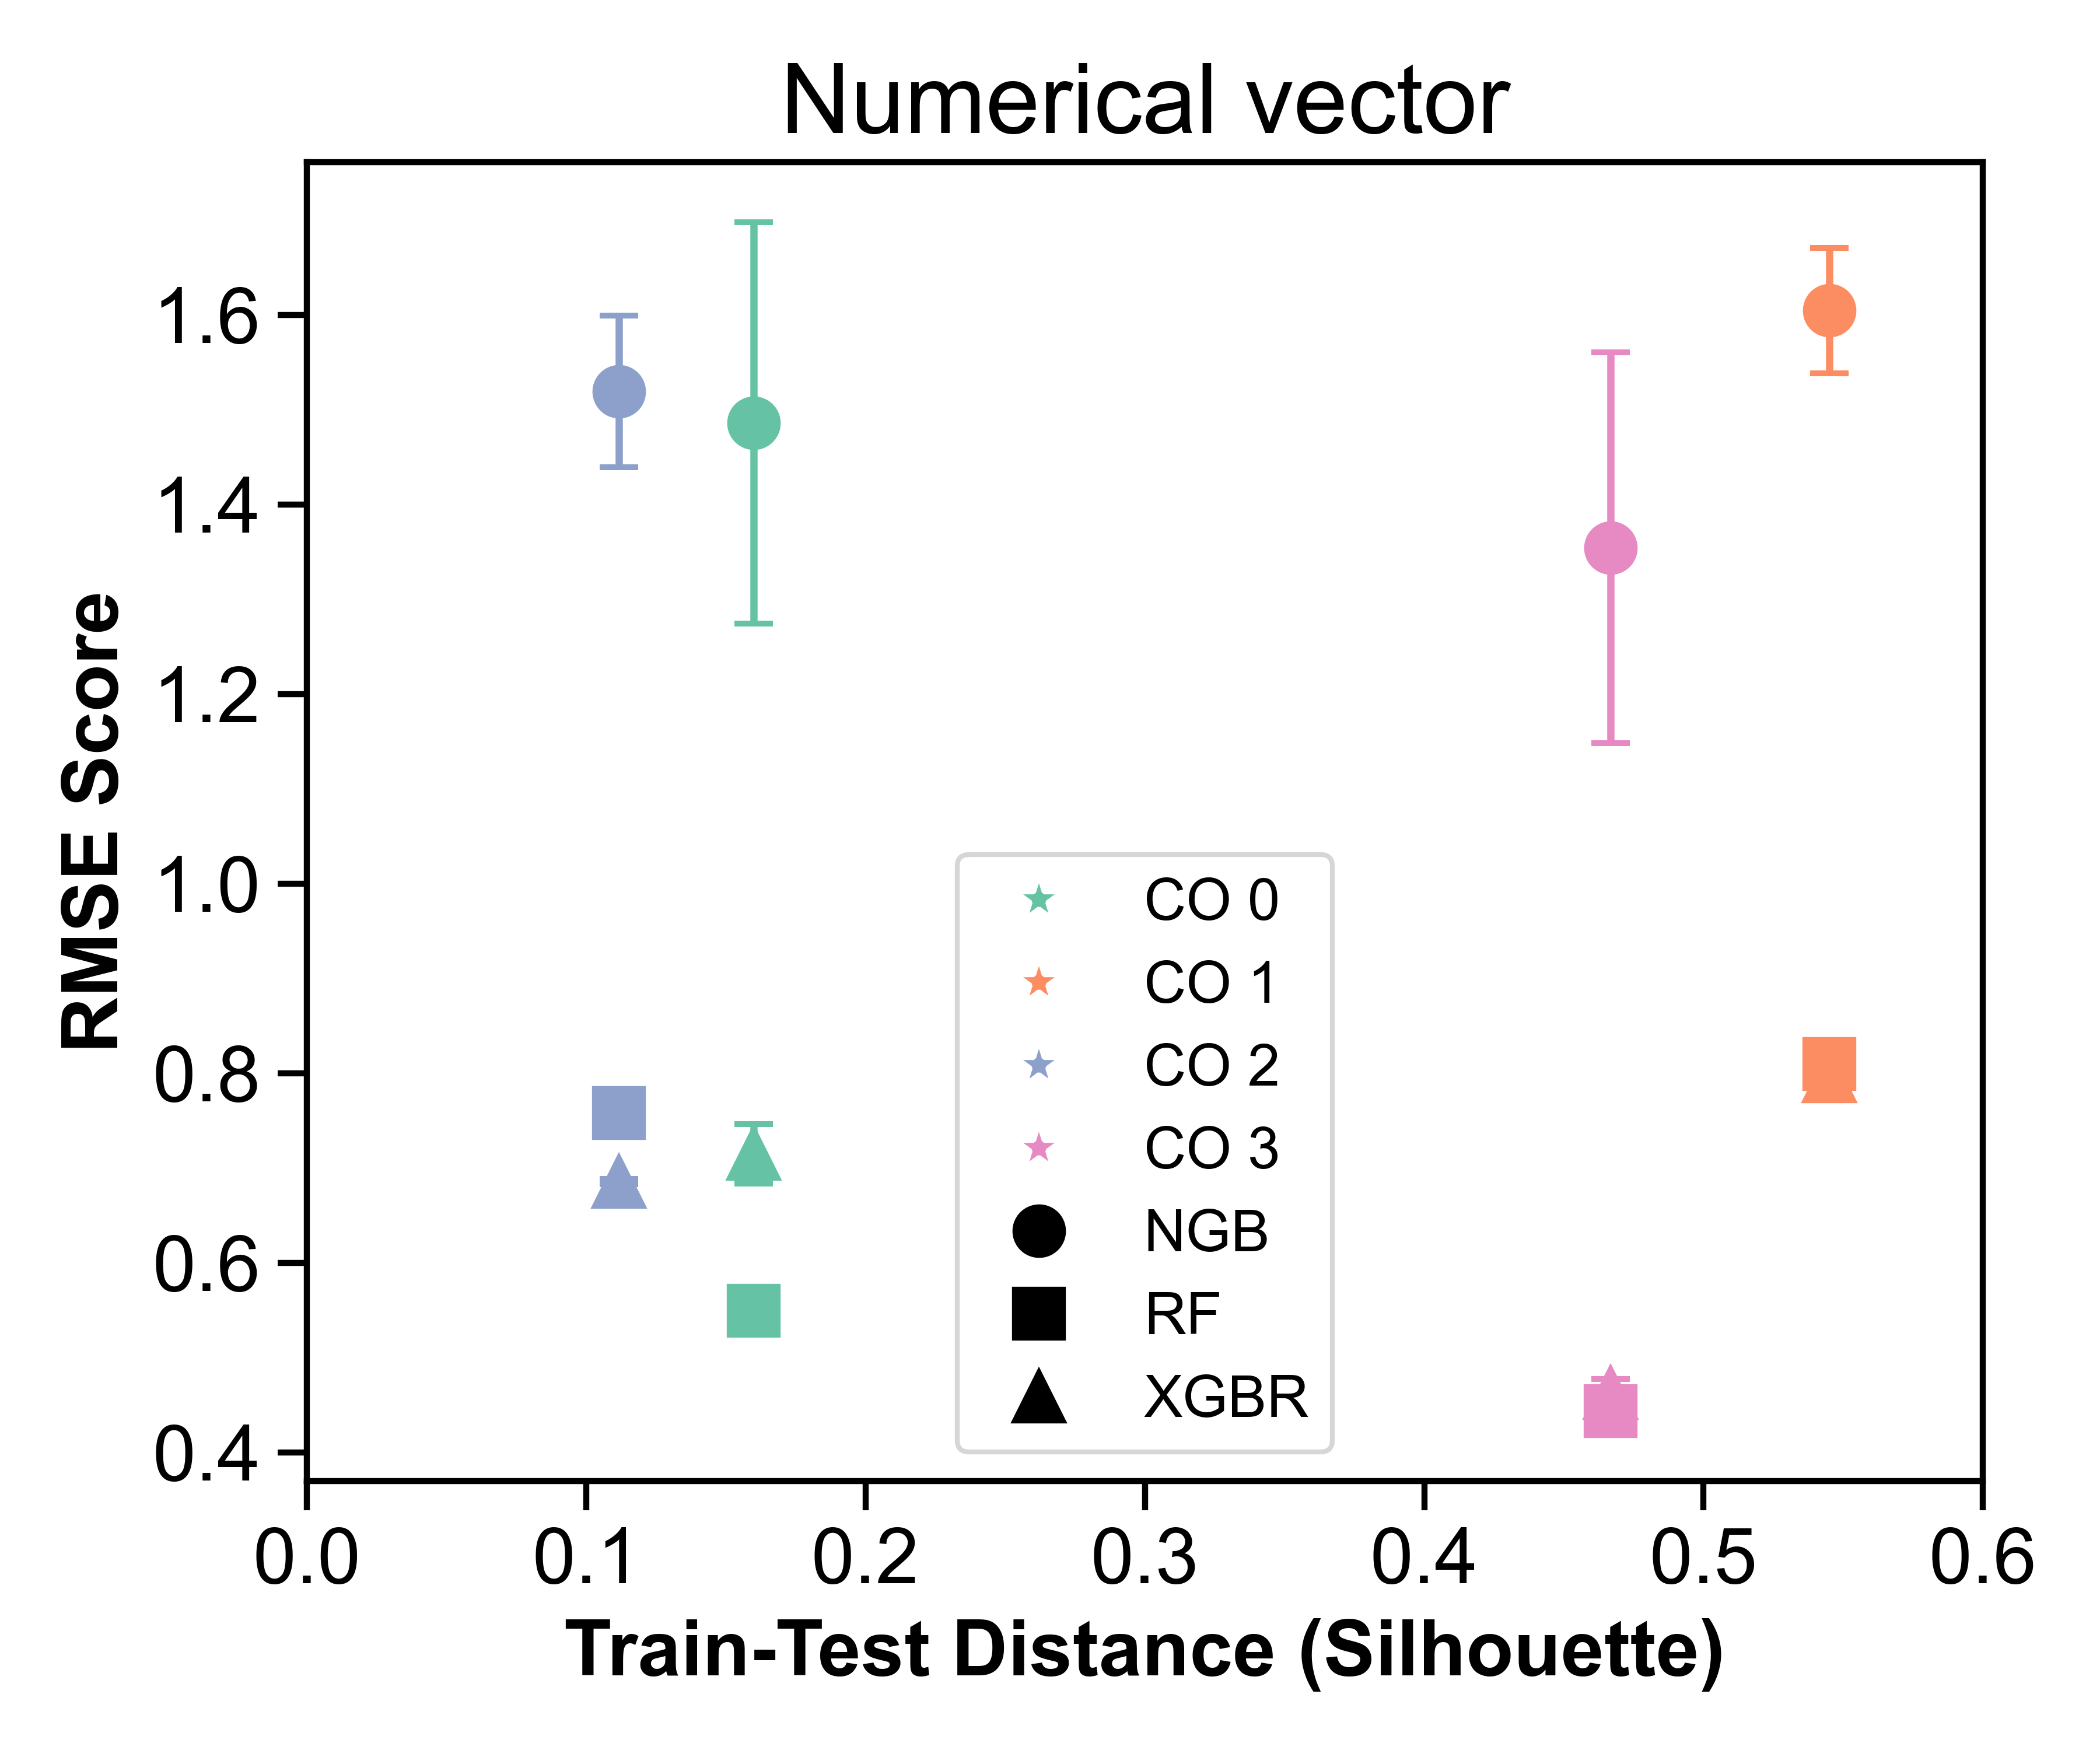 Numerical vector
RMSE Score
1.6
1.4
1.2
1.0
0.8
0.6
0.4
CO 0
CO 1
CO 2
CO 3
NGB
RF
XGBR
0.0 0.1 0.2 0.3 0.4 0.5 0.6
Train-Test Distance (Silhouette)